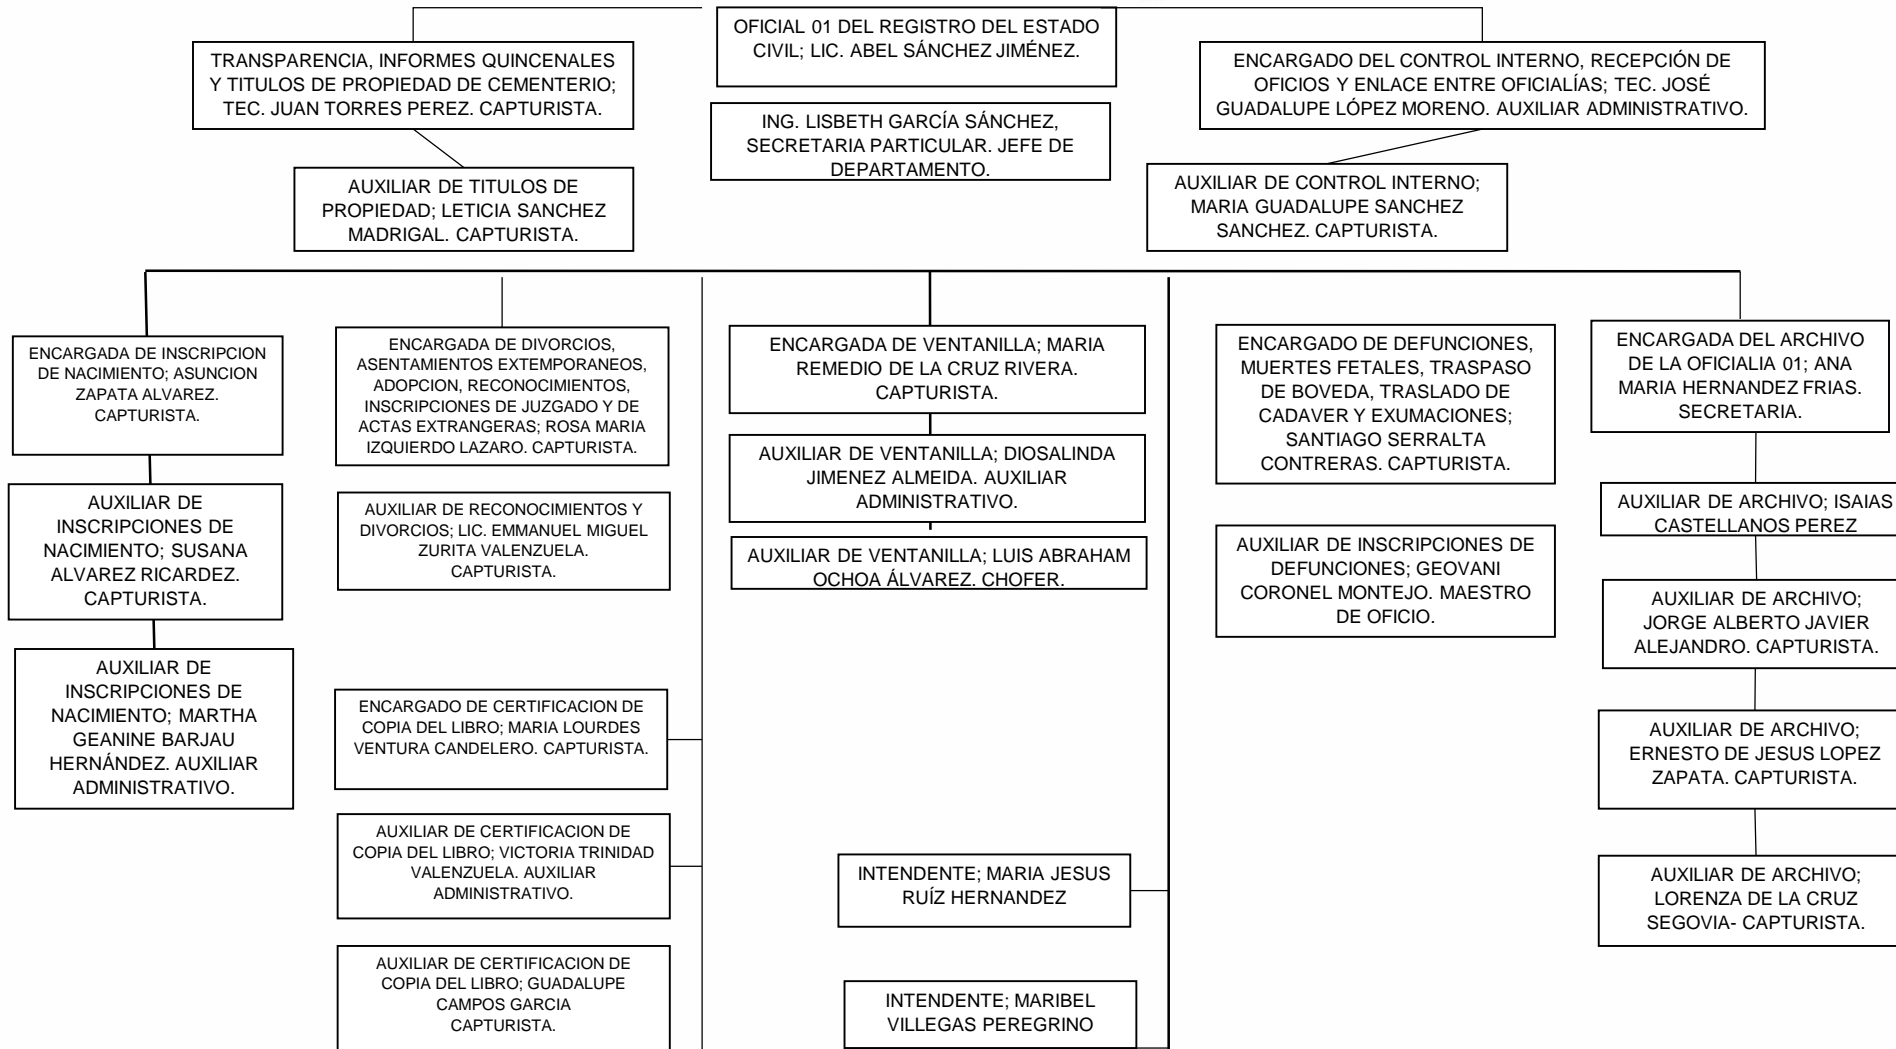 OFICIAL 01 DEL REGISTRO DEL ESTADO
CIVIL; LIC. ABEL SÁNCHEZ JIMÉNEZ.
TRANSPARENCIA, INFORMES QUINCENALES
Y TITULOS DE PROPIEDAD DE CEMENTERIO;
TEC. JUAN TORRES PEREZ. CAPTURISTA.
ENCARGADO DEL CONTROL INTERNO, RECEPCIÓN DE
OFICIOS Y ENLACE ENTRE OFICIALÍAS; TEC. JOSÉ
GUADALUPE LÓPEZ MORENO. AUXILIAR ADMINISTRATIVO.
ING. LISBETH GARCÍA SÁNCHEZ,
SECRETARIA PARTICULAR. JEFE DE
DEPARTAMENTO.
AUXILIAR DE TITULOS DE
PROPIEDAD; LETICIA SANCHEZ
MADRIGAL. CAPTURISTA.
AUXILIAR DE CONTROL INTERNO;
MARIA GUADALUPE SANCHEZ
SANCHEZ. CAPTURISTA.
ENCARGADA DE INSCRIPCION
DE NACIMIENTO; ASUNCION
ZAPATA ALVAREZ.
CAPTURISTA.
AUXILIAR DE
INSCRIPCIONES DE
NACIMIENTO; SUSANA
ALVAREZ RICARDEZ.
CAPTURISTA.
AUXILIAR DE
INSCRIPCIONES DE
NACIMIENTO; MARTHA
GEANINE BARJAU
HERNÁNDEZ. AUXILIAR
ADMINISTRATIVO.
ENCARGADA DE DIVORCIOS,
ASENTAMIENTOS EXTEMPORANEOS,
ADOPCION, RECONOCIMIENTOS,
INSCRIPCIONES DE JUZGADO Y DE
ACTAS EXTRANGERAS; ROSA MARIA
IZQUIERDO LAZARO. CAPTURISTA.
AUXILIAR DE RECONOCIMIENTOS Y
DIVORCIOS; LIC. EMMANUEL MIGUEL
ZURITA VALENZUELA.
CAPTURISTA.
ENCARGADO DE CERTIFICACION DE
COPIA DEL LIBRO; MARIA LOURDES
VENTURA CANDELERO. CAPTURISTA.
AUXILIAR DE CERTIFICACION DE
COPIA DEL LIBRO; VICTORIA TRINIDAD
VALENZUELA. AUXILIAR
ADMINISTRATIVO.
AUXILIAR DE CERTIFICACION DE
COPIA DEL LIBRO; GUADALUPE
CAMPOS GARCIA
CAPTURISTA.
ENCARGADA DE VENTANILLA; MARIA
REMEDIO DE LA CRUZ RIVERA.
CAPTURISTA.
AUXILIAR DE VENTANILLA; DIOSALINDA
JIMENEZ ALMEIDA. AUXILIAR
ADMINISTRATIVO.
AUXILIAR DE VENTANILLA; LUIS ABRAHAM
OCHOA ÁLVAREZ. CHOFER.
INTENDENTE; MARIA JESUS
RUÍZ HERNANDEZ
INTENDENTE; MARIBEL
VILLEGAS PEREGRINO
ENCARGADO DE DEFUNCIONES,
MUERTES FETALES, TRASPASO
DE BOVEDA, TRASLADO DE
CADAVER Y EXUMACIONES;
SANTIAGO SERRALTA
CONTRERAS. CAPTURISTA.
AUXILIAR DE INSCRIPCIONES DE
DEFUNCIONES; GEOVANI
CORONEL MONTEJO. MAESTRO
DE OFICIO.
ENCARGADA DEL ARCHIVO
DE LA OFICIALIA 01; ANA
MARIA HERNANDEZ FRIAS.
SECRETARIA.
AUXILIAR DE ARCHIVO; ISAIAS
CASTELLANOS PEREZ
AUXILIAR DE ARCHIVO;
JORGE ALBERTO JAVIER
ALEJANDRO. CAPTURISTA.
AUXILIAR DE ARCHIVO;
ERNESTO DE JESUS LOPEZ
ZAPATA. CAPTURISTA.
AUXILIAR DE ARCHIVO;
LORENZA DE LA CRUZ
SEGOVIA- CAPTURISTA.